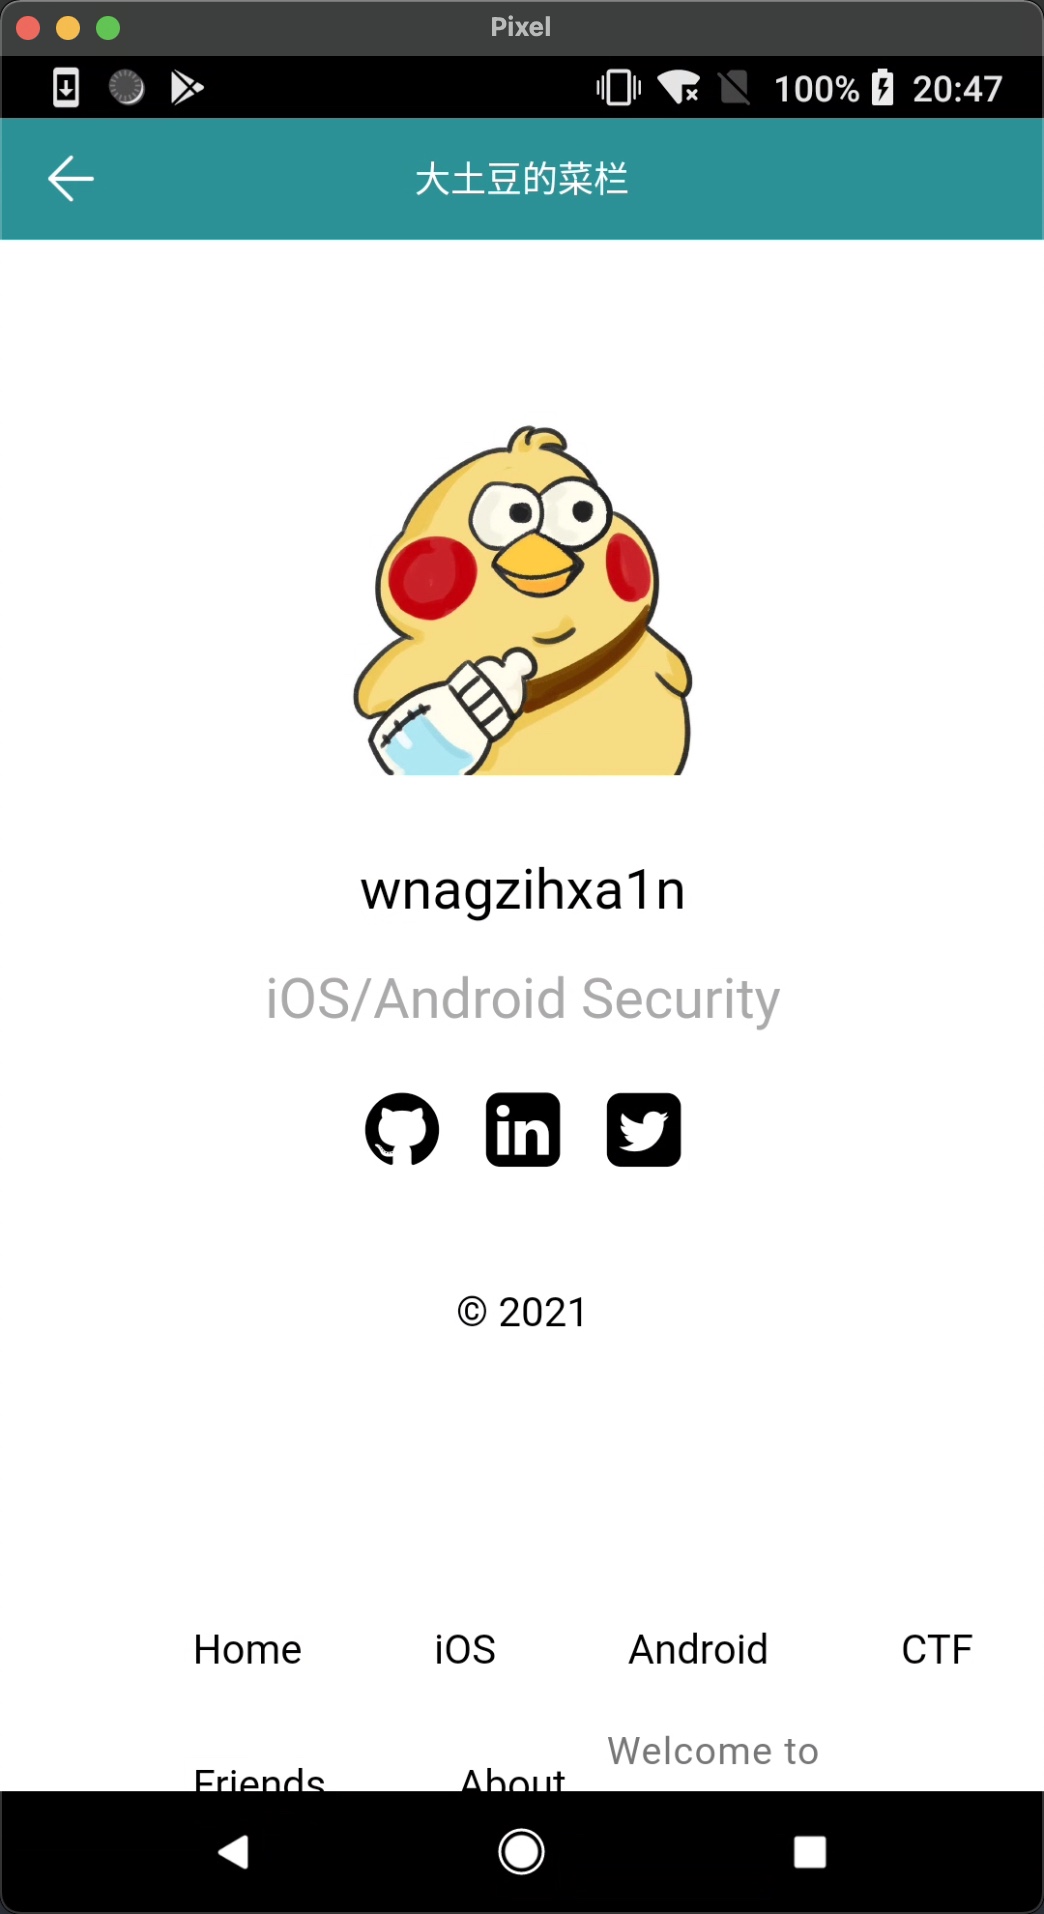 Pixel
100% 20:47
大土豆的菜栏
wnagzihxa1n
iOS/Android Security
in
© 2021
Home iOS Android CTF
Welcome to
Friends About